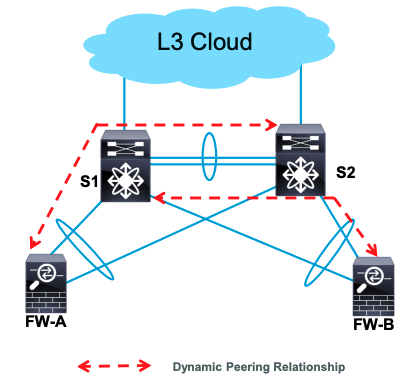 L3 Cloud
S1
S2
FW-A
FW-B
Dynamic Peering Relationship